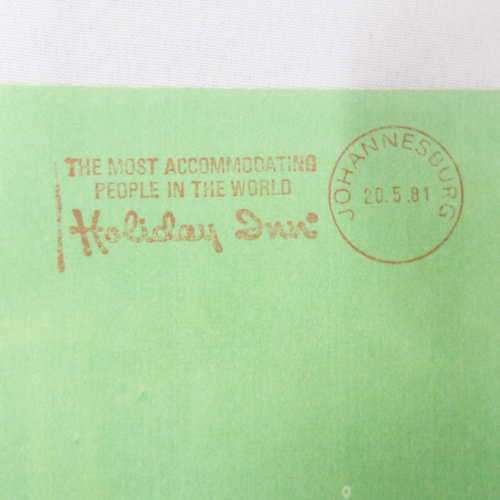 THE MOST ACCOMMODATING
PEOPLE IN THE WORLD
Holiday Inn
JOHANNESBURG
20.5.81